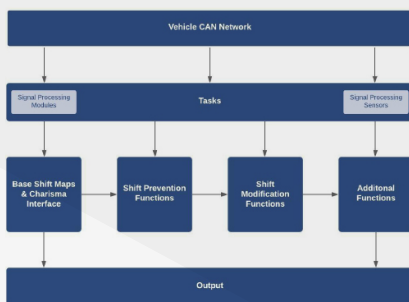 Vehicle CAN Network
Signal Processing
Modules
Tasks
Signal Processing
Sensors
Base Shift Maps
& Charisma
Interface
Shift Prevention
Functions
Shift
Modification
Functions
Additonal
Functions
Output